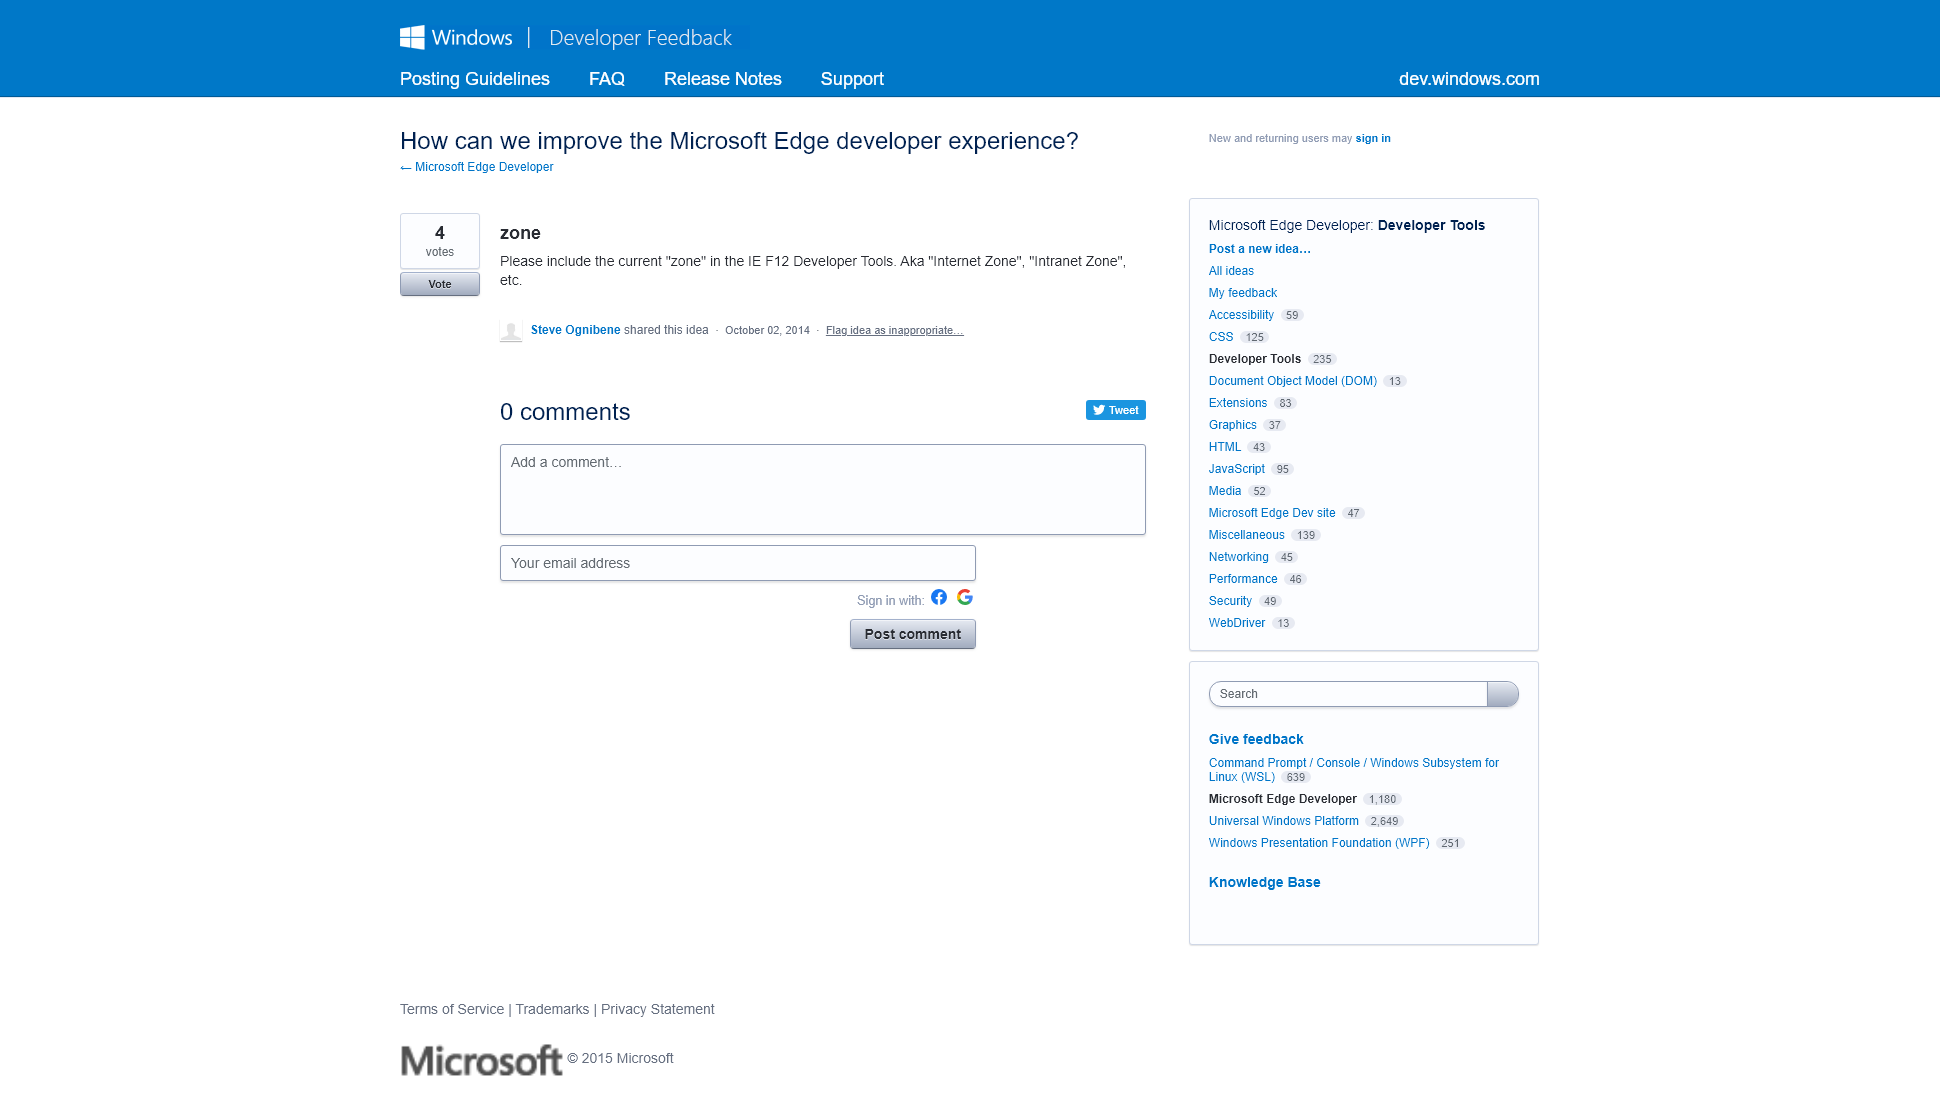 Windows | Developer Feedback
Posting Guidelines FAQ Release Notes Support dev.windows.com
How can we improve the Microsoft Edge developer experience?
← Microsoft Edge Developer
New and returning users may sign in
4
votes
Vote
zone
Please include the current "zone" in the IE F12 Developer Tools. Aka "Internet Zone", "Intranet Zone",
etc.
Steve Ognibene shared this idea · October 02, 2014 · Flag idea as inappropriate…
0 comments
Tweet
Add a comment…
Your email address
Sign in with:
Post comment
Microsoft Edge Developer: Developer Tools
Post a new idea…
All ideas
My feedback
Accessibility 59
CSS 125
Developer Tools 235
Document Object Model (DOM) 13
Extensions 83
Graphics 37
HTML 43
JavaScript 95
Media 52
Microsoft Edge Dev site 47
Miscellaneous 139
Networking 45
Performance 46
Security 49
WebDriver 13
Search
Give feedback
Command Prompt / Console / Windows Subsystem for
Linux (WSL) 639
Microsoft Edge Developer 1,180
Universal Windows Platform 2,649
Windows Presentation Foundation (WPF) 251
Knowledge Base
Terms of Service | Trademarks | Privacy Statement
Microsoft © 2015 Microsoft